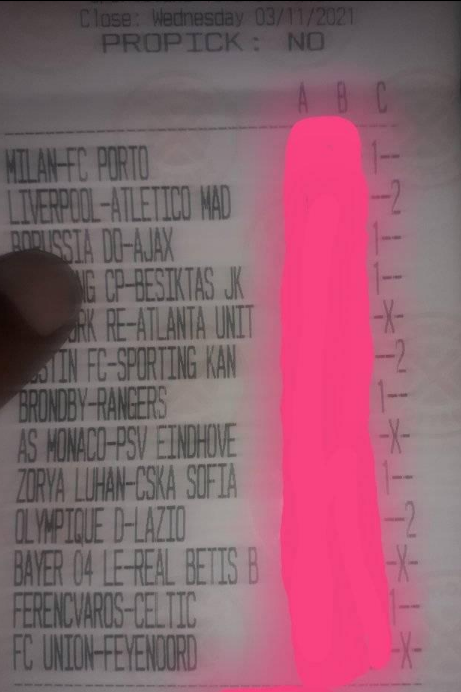 Close: Wednesday 03/11/2021
PROPICK: NO
A B C
MILAN-FC PORTO 1--
LIVERPOOL-ATLETICO MAD --2
BORUSSIA DO-AJAX 1--
NG CP-BESIKTAS JK 1--
RK RE-ATLANTA UNIT -X-
STIN FC-SPORTING KAN --2
BRONDBY-RANGERS 1--
AS MONACO-PSV EINDHOVE -X-
ZORYA LUHAN-CSKA SOFIA 1--
OLYMPIQUE D-LAZIO --2
BAYER 04 LE-REAL BETIS B -X-
FERENCVAROS-CELTIC 1--
FC UNION-FEYENOORD -X-